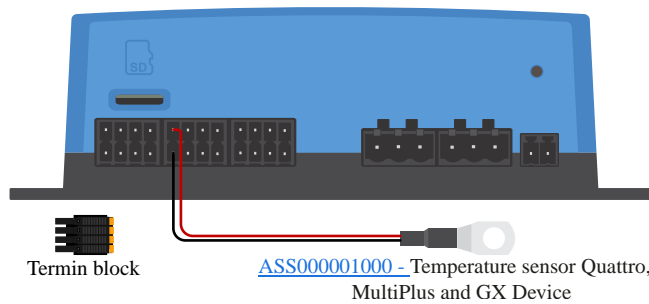 SD
Termin block
ASS000001000 - Temperature sensor Quattro,
MultiPlus and GX Device